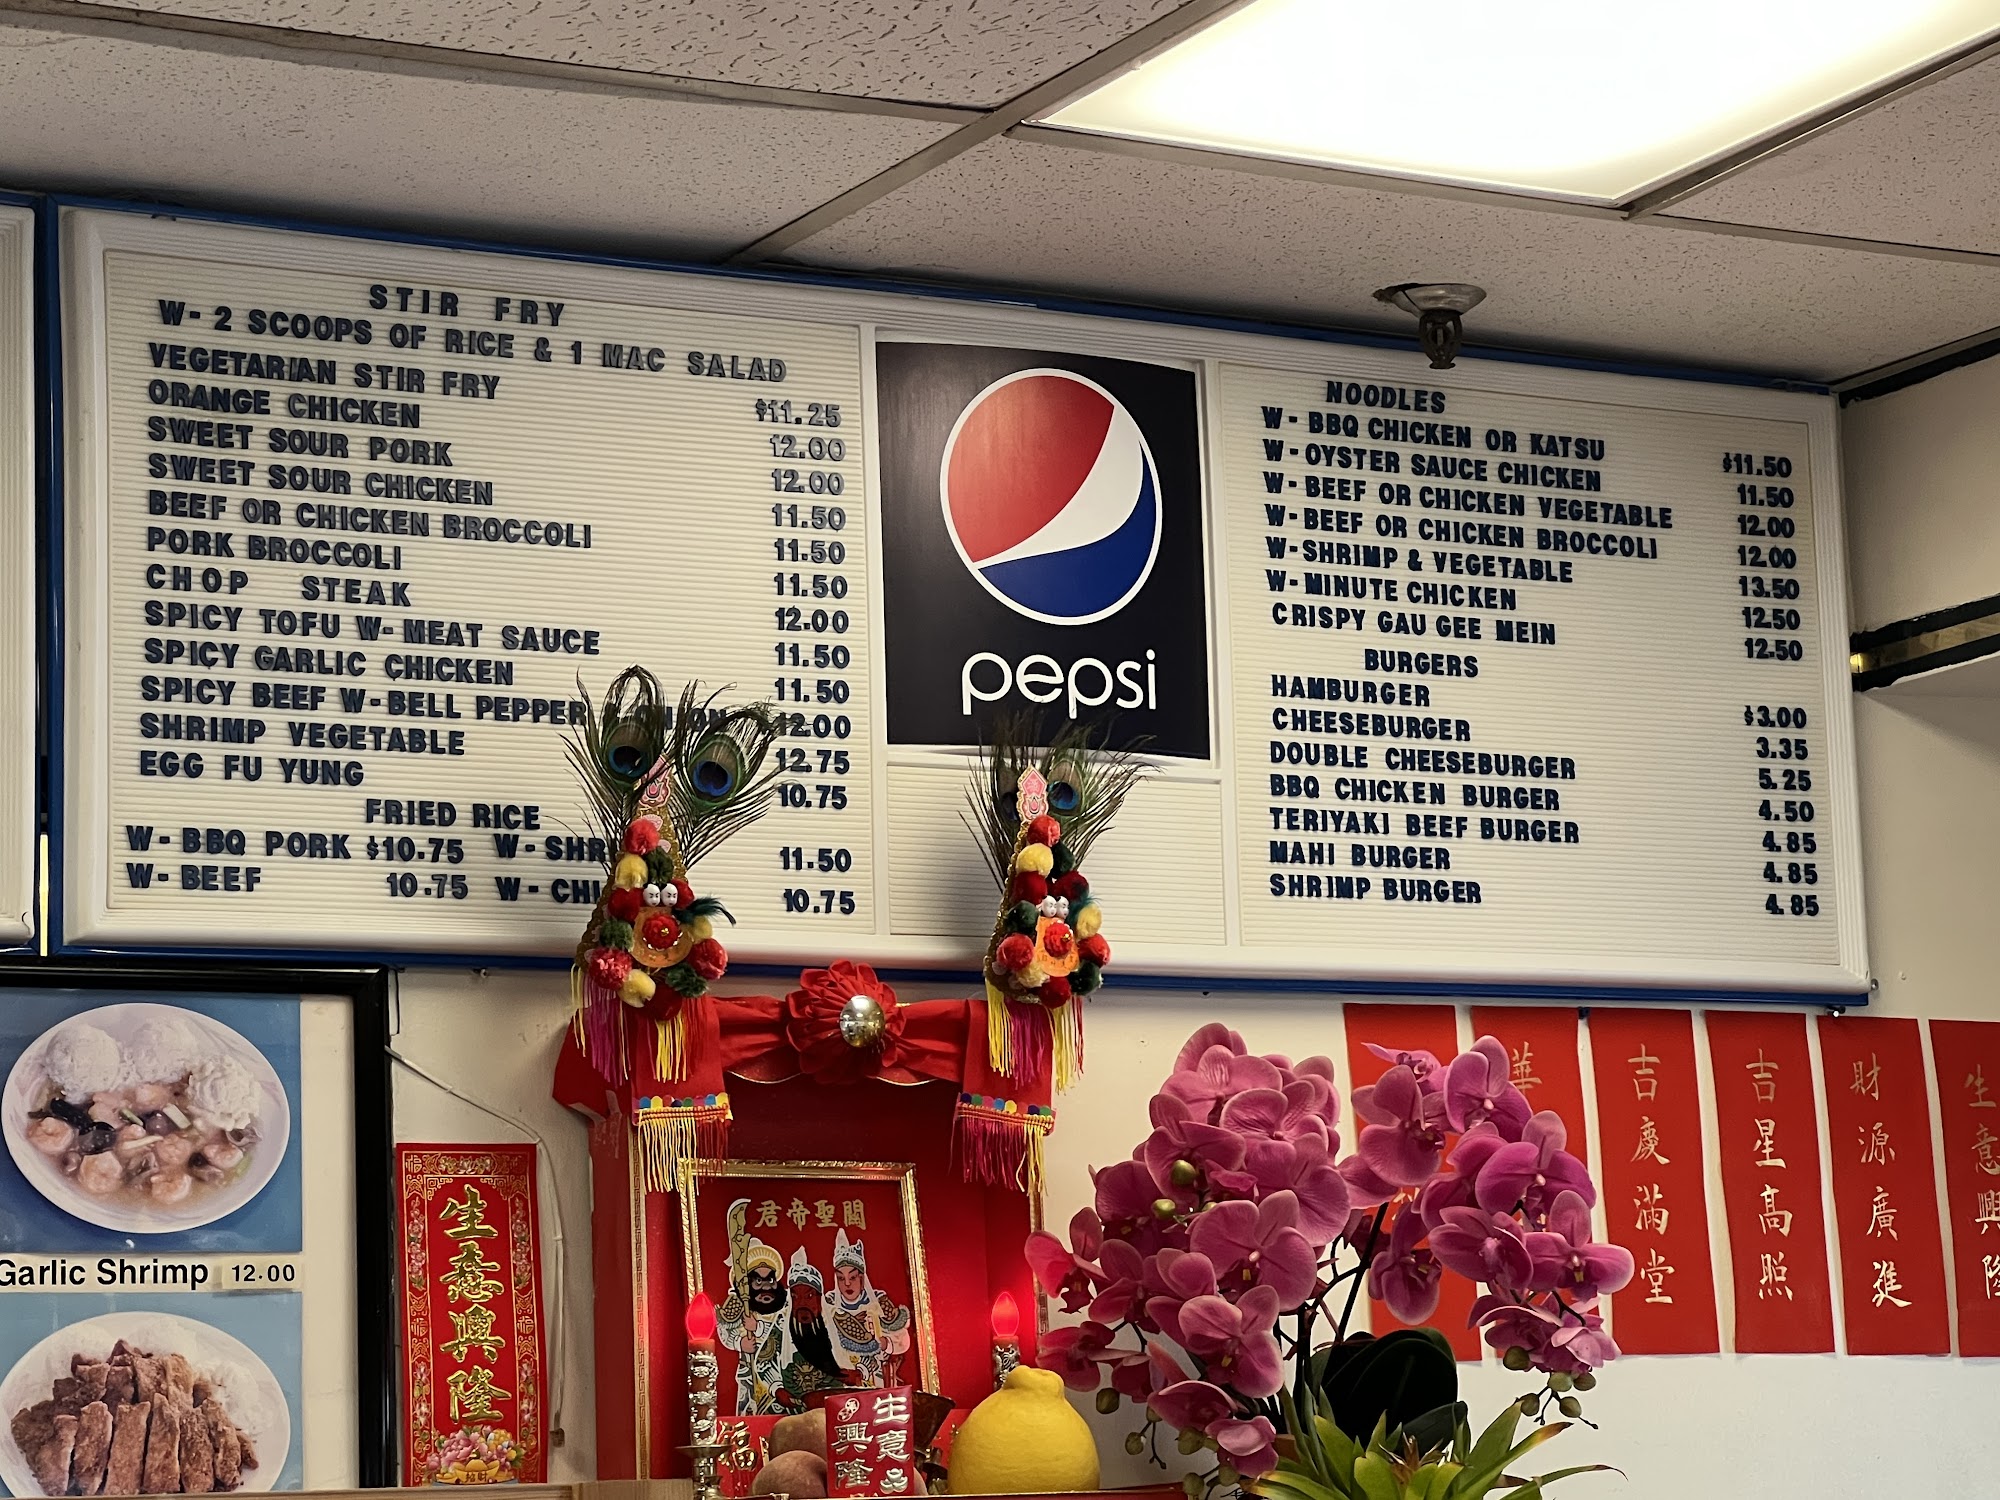 STIR FRY
W- 2 SCOOPS OF RICE & 1 MAC SALAD
VEGETARIAN STIR FRY $11.25
ORANGE CHICKEN 12.00
SWEET SOUR PORK 12.00
SWEET SOUR CHICKEN 11.50
BEEF OR CHICKEN BROCCOLI 11.50
PORK BROCCOLI 11.50
CHOP STEAK 12.00
SPICY TOFU W- MEAT SAUCE 11.50
SPICY GARLIC CHICKEN 11.50
SPICY BEEF W- BELL PEPPER 12.00
SHRIMP VEGETABLE 12.75
EGG FU YUNG 10.75
FRIED RICE
W- BBQ PORK $10.75 W- 11.50
W- BEEF 10.75 W- 10.75
pepsi
NOODLES
W- BBQ CHICKEN OR KATSU $11.50
W- OYSTER SAUCE CHICKEN 11.50
W- BEEF OR CHICKEN VEGETABLE 12.00
W- BEEF OR CHICKEN BROCCOLI 12.00
W- SHRIMP & VEGETABLE 13.50
W- MINUTE CHICKEN 12.50
CRISPY GAU GEE MEIN 12.50
BURGERS
HAMBURGER $3.00
CHEESEBURGER 3.35
DOUBLE CHEESEBURGER 5.25
BBQ CHICKEN BURGER 4.50
TERIYAKI BEEF BURGER 4.85
MAHI BURGER 4.85
SHRIMP BURGER 4.85
Garlic Shrimp 12.00
生意興隆
君帝聖關
福
生意
興隆
華
吉慶滿堂
吉星高照
財源廣進
生意興隆